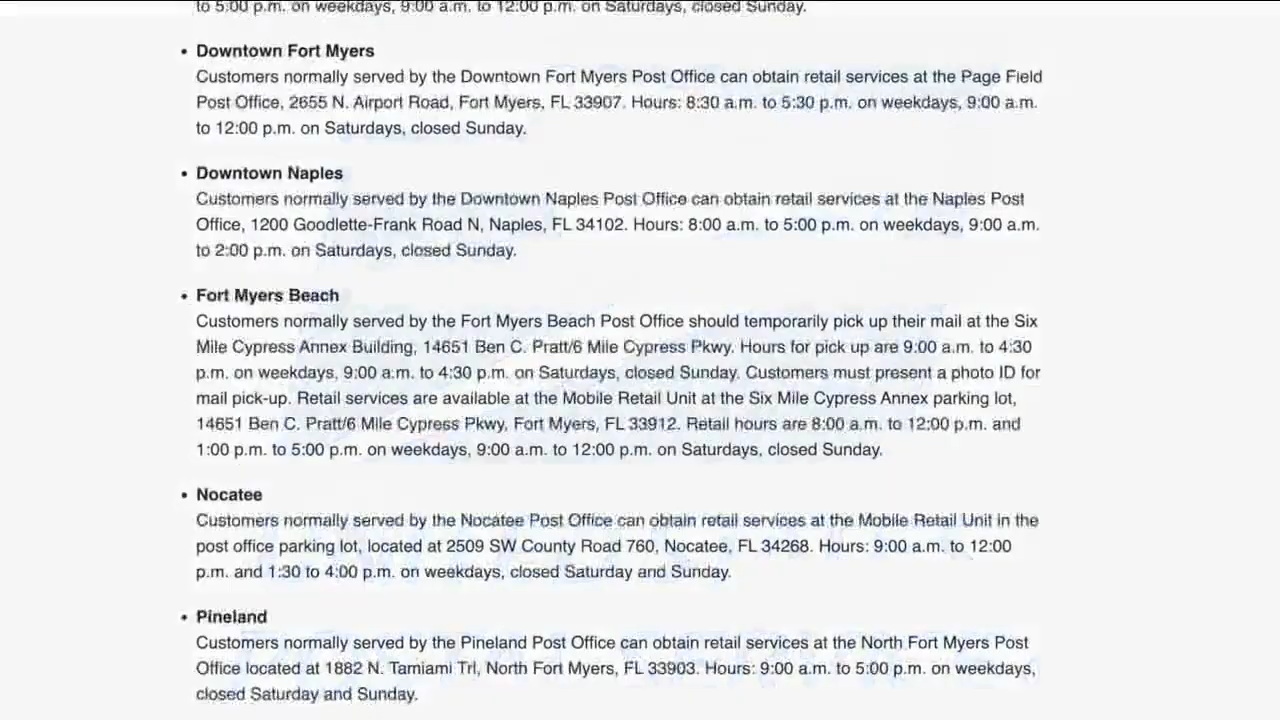 to 5:00 p.m. on weekdays, 9:00 a.m. to 12:00 p.m. on Saturdays, closed Sunday.
• Downtown Fort Myers
Customers normally served by the Downtown Fort Myers Post Office can obtain retail services at the Page Field
Post Office, 2655 N. Airport Road, Fort Myers, FL 33907. Hours: 8:30 a.m. to 5:30 p.m. on weekdays, 9:00 a.m.
to 12:00 p.m. on Saturdays, closed Sunday.
• Downtown Naples
Customers normally served by the Downtown Naples Post Office can obtain retail services at the Naples Post
Office, 1200 Goodlette-Frank Road N, Naples, FL 34102. Hours: 8:00 a.m. to 5:00 p.m. on weekdays, 9:00 a.m.
to 2:00 p.m. on Saturdays, closed Sunday.
• Fort Myers Beach
Customers normally served by the Fort Myers Beach Post Office should temporarily pick up their mail at the Six
Mile Cypress Annex Building, 14651 Ben C. Pratt/6 Mile Cypress Pkwy. Hours for pick up are 9:00 a.m. to 4:30
p.m. on weekdays, 9:00 a.m. to 4:30 p.m. on Saturdays, closed Sunday. Customers must present a photo ID for
mail pick-up. Retail services are available at the Mobile Retail Unit at the Six Mile Cypress Annex parking lot,
14651 Ben C. Pratt/6 Mile Cypress Pkwy, Fort Myers, FL 33912. Retail hours are 8:00 a.m. to 12:00 p.m. and
1:00 p.m. to 5:00 p.m. on weekdays, 9:00 a.m. to 12:00 p.m. on Saturdays, closed Sunday.
• Nocatee
Customers normally served by the Nocatee Post Office can obtain retail services at the Mobile Retail Unit in the
post office parking lot, located at 2509 SW County Road 760, Nocatee, FL 34268. Hours: 9:00 a.m. to 12:00
p.m. and 1:30 to 4:00 p.m. on weekdays, closed Saturday and Sunday.
• Pineland
Customers normally served by the Pineland Post Office can obtain retail services at the North Fort Myers Post
Office located at 1882 N. Tamiami Trl, North Fort Myers, FL 33903. Hours: 9:00 a.m. to 5:00 p.m. on weekdays,
closed Saturday and Sunday.